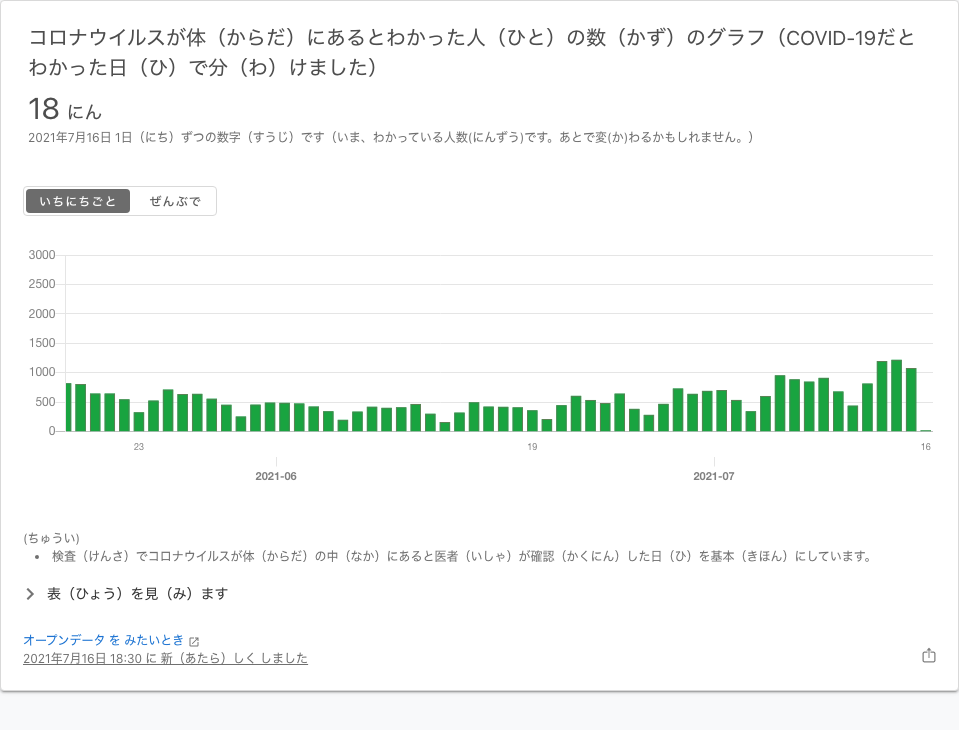 コロナウイルスが体（からだ）にあるとわかった人（ひと）の数（かず）のグラフ（COVID-19だと
わかった日（ひ）で分（わ）けました）
18 にん
2021年7月16日 1日（にち）ずつの数字（すうじ）です（いま、わかっている人数(にんずう)です。あとで変(か)わるかもしれません。）
いちにちごと ぜんぶで
3000
2500
2000
1500
1000
500
0
23 19 16
2021-06 2021-07
(ちゅうい)
• 検査（けんさ）でコロナウイルスが体（からだ）の中（なか）にあると医者（いしゃ）が確認（かくにん）した日（ひ）を基本（きほん）にしています。
表（ひょう）を見（み）ます
オープンデータ を みたいとき
2021年7月16日 18:30 に 新（あたら）しく しました